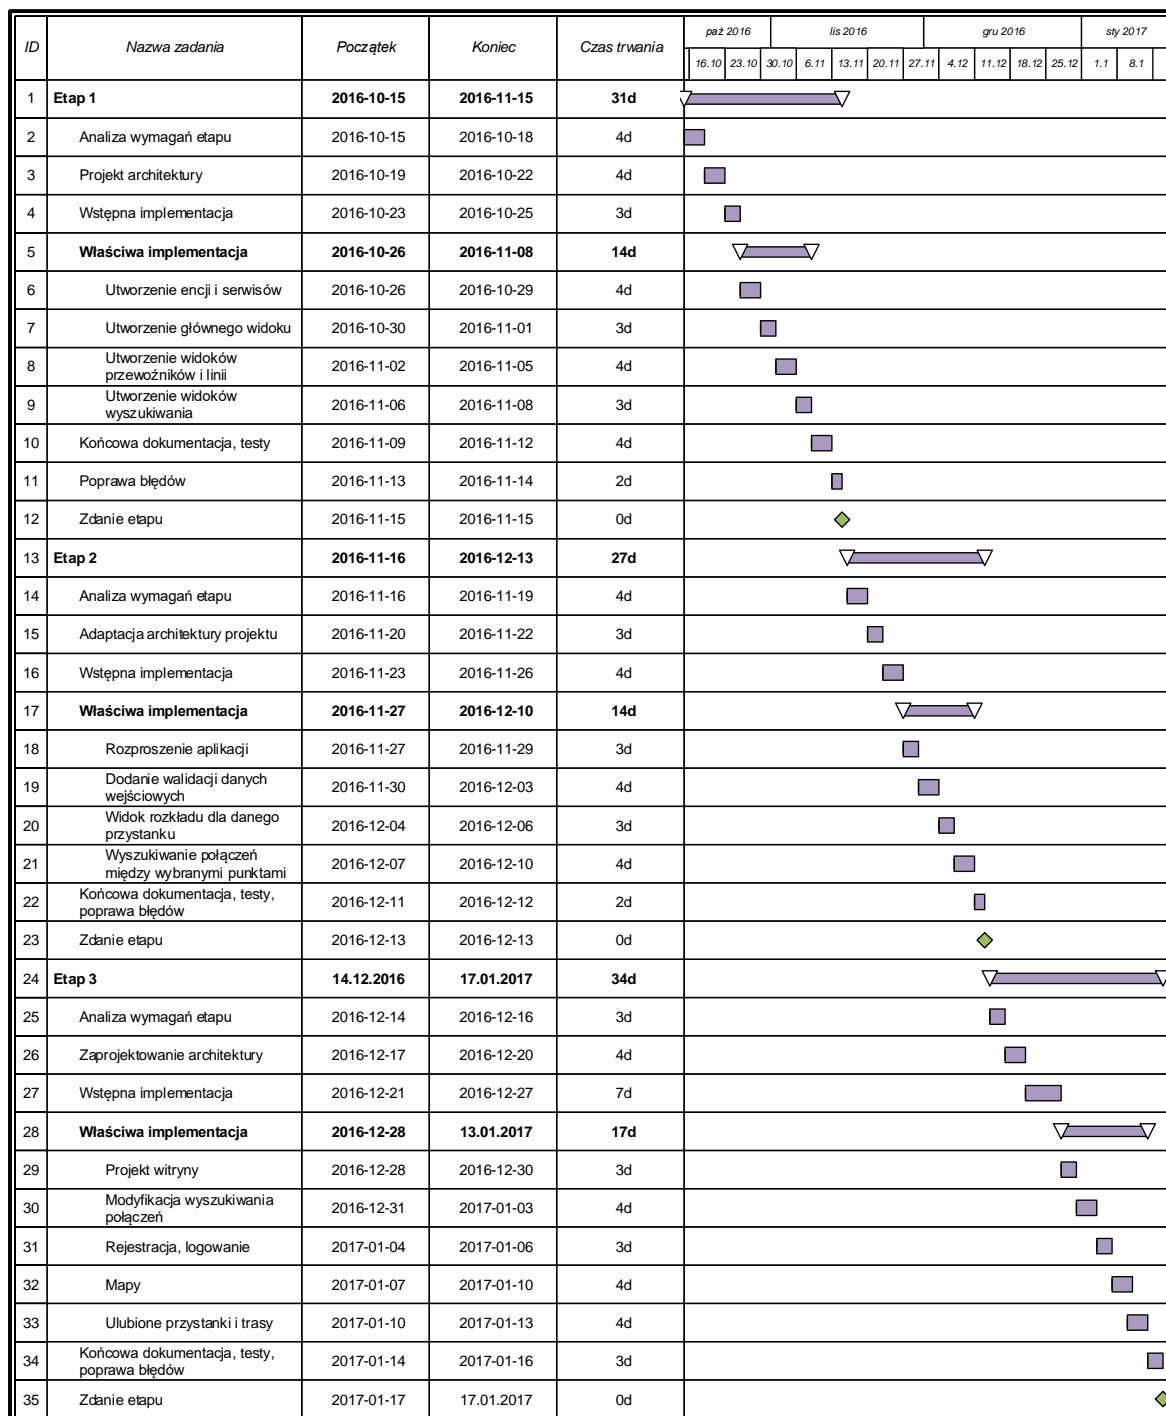 ID Nazwa zadania Początek Koniec Czas trwania paź 2016 lis 2016 gru 2016 sty 2017
16.10 23.10 30.10 6.11 13.11 20.11 27.11 4.12 11.12 18.12 25.12 1.1 8.1
1 Etap 1 2016-10-15 2016-11-15 31d
2 Analiza wymagań etapu 2016-10-15 2016-10-18 4d
3 Projekt architektury 2016-10-19 2016-10-22 4d
4 Wstępna implementacja 2016-10-23 2016-10-25 3d
5 Właściwa implementacja 2016-10-26 2016-11-08 14d
6 Utworzenie encji i serwisów 2016-10-26 2016-10-29 4d
7 Utworzenie głównego widoku 2016-10-30 2016-11-01 3d
8 Utworzenie widoków
przewoźników i linii 2016-11-02 2016-11-05 4d
9 Utworzenie widoków
wyszukiwania 2016-11-06 2016-11-08 3d
10 Końcowa dokumentacja, testy 2016-11-09 2016-11-12 4d
11 Poprawa błędów 2016-11-13 2016-11-14 2d
12 Zdanie etapu 2016-11-15 2016-11-15 0d
13 Etap 2 2016-11-16 2016-12-13 27d
14 Analiza wymagań etapu 2016-11-16 2016-11-19 4d
15 Adaptacja architektury projektu 2016-11-20 2016-11-22 3d
16 Wstępna implementacja 2016-11-23 2016-11-26 4d
17 Właściwa implementacja 2016-11-27 2016-12-10 14d
18 Rozproszenie aplikacji 2016-11-27 2016-11-29 3d
19 Dodanie walidacji danych
wejściowych 2016-11-30 2016-12-03 4d
20 Widok rozkładu dla danego
przystanku 2016-12-04 2016-12-06 3d
21 Wyszukiwanie połączeń
między wybranymi punktami 2016-12-07 2016-12-10 4d
22 Końcowa dokumentacja, testy,
poprawa błędów 2016-12-11 2016-12-12 2d
23 Zdanie etapu 2016-12-13 2016-12-13 0d
24 Etap 3 14.12.2016 17.01.2017 34d
25 Analiza wymagań etapu 2016-12-14 2016-12-16 3d
26 Zaprojektowanie architektury 2016-12-17 2016-12-20 4d
27 Wstępna implementacja 2016-12-21 2016-12-27 7d
28 Właściwa implementacja 2016-12-28 13.01.2017 17d
29 Projekt witryny 2016-12-28 2016-12-30 3d
30 Modyfikacja wyszukiwania
połączeń 2016-12-31 2017-01-03 4d
31 Rejestracja, logowanie 2017-01-04 2017-01-06 3d
32 Mapy 2017-01-07 2017-01-10 4d
33 Ulubione przystanki i trasy 2017-01-10 2017-01-13 4d
34 Końcowa dokumentacja, testy,
poprawa błędów 2017-01-14 2017-01-16 3d
35 Zdanie etapu 2017-01-17 17.01.2017 0d